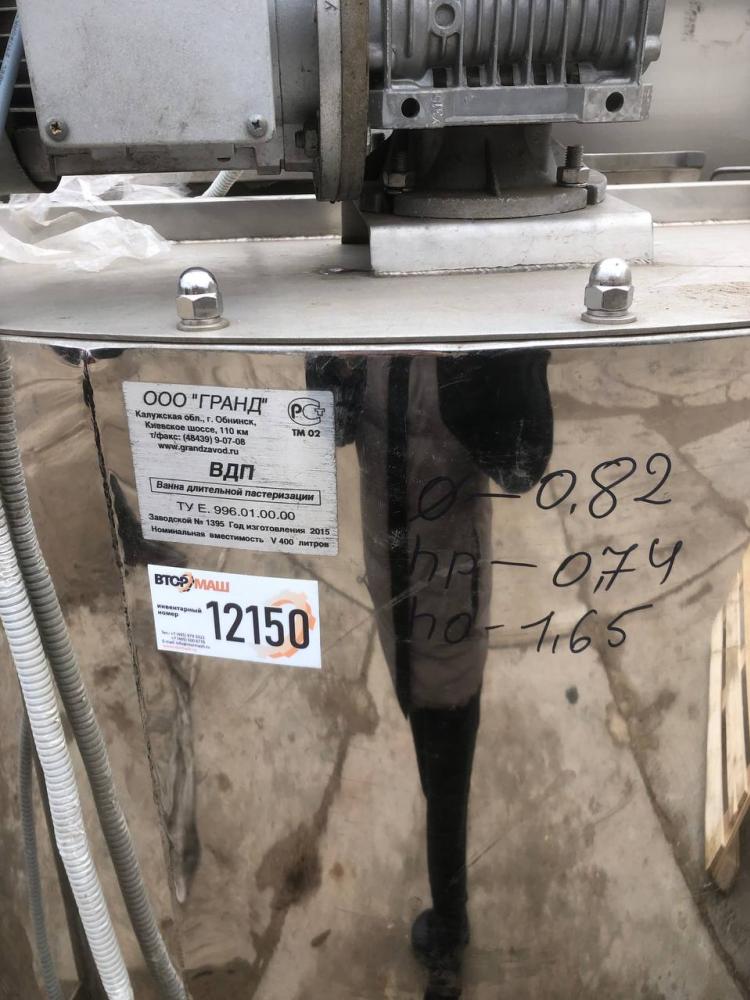 ООО "ГРАНД"
Калужская обл., г. Обнинск,
Киевское шоссе, 110 км
т/факс: (48439) 9-07-08
www.grandzavod.ru
РС
ТМ 02
ВДП
Ванна длительной пастеризации
ТУ Е. 996.01.00.00
Заводской № 1395 Год изготовления 2015
Номинальная вместимость V 400 литров
ВТОРМАШ
инвентарный
номер
12150
ø-0,82
hр-0,74
hо-1,65